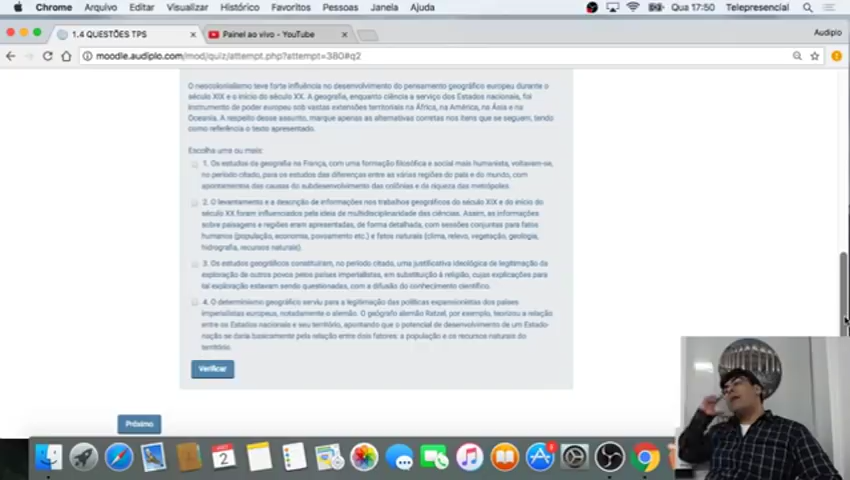 Chrome Arquivo Editar Visualizar Histórico Favoritos Pessoas Janela Ajuda Qua 17:50 Telepresencial
1.4 QUESTÕES TPS Painel ao vivo - YouTube Audiplo
moodle.audiplo.com/mod/quiz/attempt.php?attempt=380#q2
O neocolonialismo teve forte influência no desenvolvimento do pensamento geográfico europeu durante o
século XIX e o início do século XX. A geografia, enquanto ciência a serviço dos Estados nacionais, foi
instrumento de poder europeu sob vastas extensões territoriais na África, na América, na Ásia e na
Oceania. A respeito desse assunto, marque apenas as alternativas corretas nos itens que se seguem, tendo
como referência o texto apresentado.
Escolha uma ou mais:
1. Os estudos da geografia na França, com uma formação filosófica e social mais humanista, voltavam-se,
no período citado, para os estudos das diferenças entre as várias regiões do país e do mundo, com
apontamentos das causas do subdesenvolvimento das colônias e da riqueza das metrópoles
2. O levantamento e a descrição de informações nos trabalhos geográficos do século XIX e do início do
século XX foram influenciados pela ideia de multidisciplinaridade das ciências. Assim, as informações
sobre paisagens e regiões eram apresentadas, de forma detalhada, com sessões conjuntas para fatos
humanos (população, economia, povoamento etc.) e fatos naturais (clima, relevo, vegetação, geologia,
hidrografia, recursos naturais).
3. Os estudos geográficos constituíram, no período citado, uma justificativa ideológica de legitimação da
exploração de outros povos pelos países imperialistas, em substituição à religião, cujas explicações para
tal exploração estavam sendo questionadas, com a difusão do conhecimento científico.
4. O determinismo geográfico serviu para a legitimação das políticas expansionistas dos países
imperialistas europeus, notadamente o alemão. O geógrafo alemão Ratzel, por exemplo, teorizou a relação
entre os Estados nacionais e seu território, apontando que o potencial de desenvolvimento de um Estado-
nação se daria basicamente pela relação entre dois fatores: a população e os recursos naturais do
território.
Verificar
Próximo
2